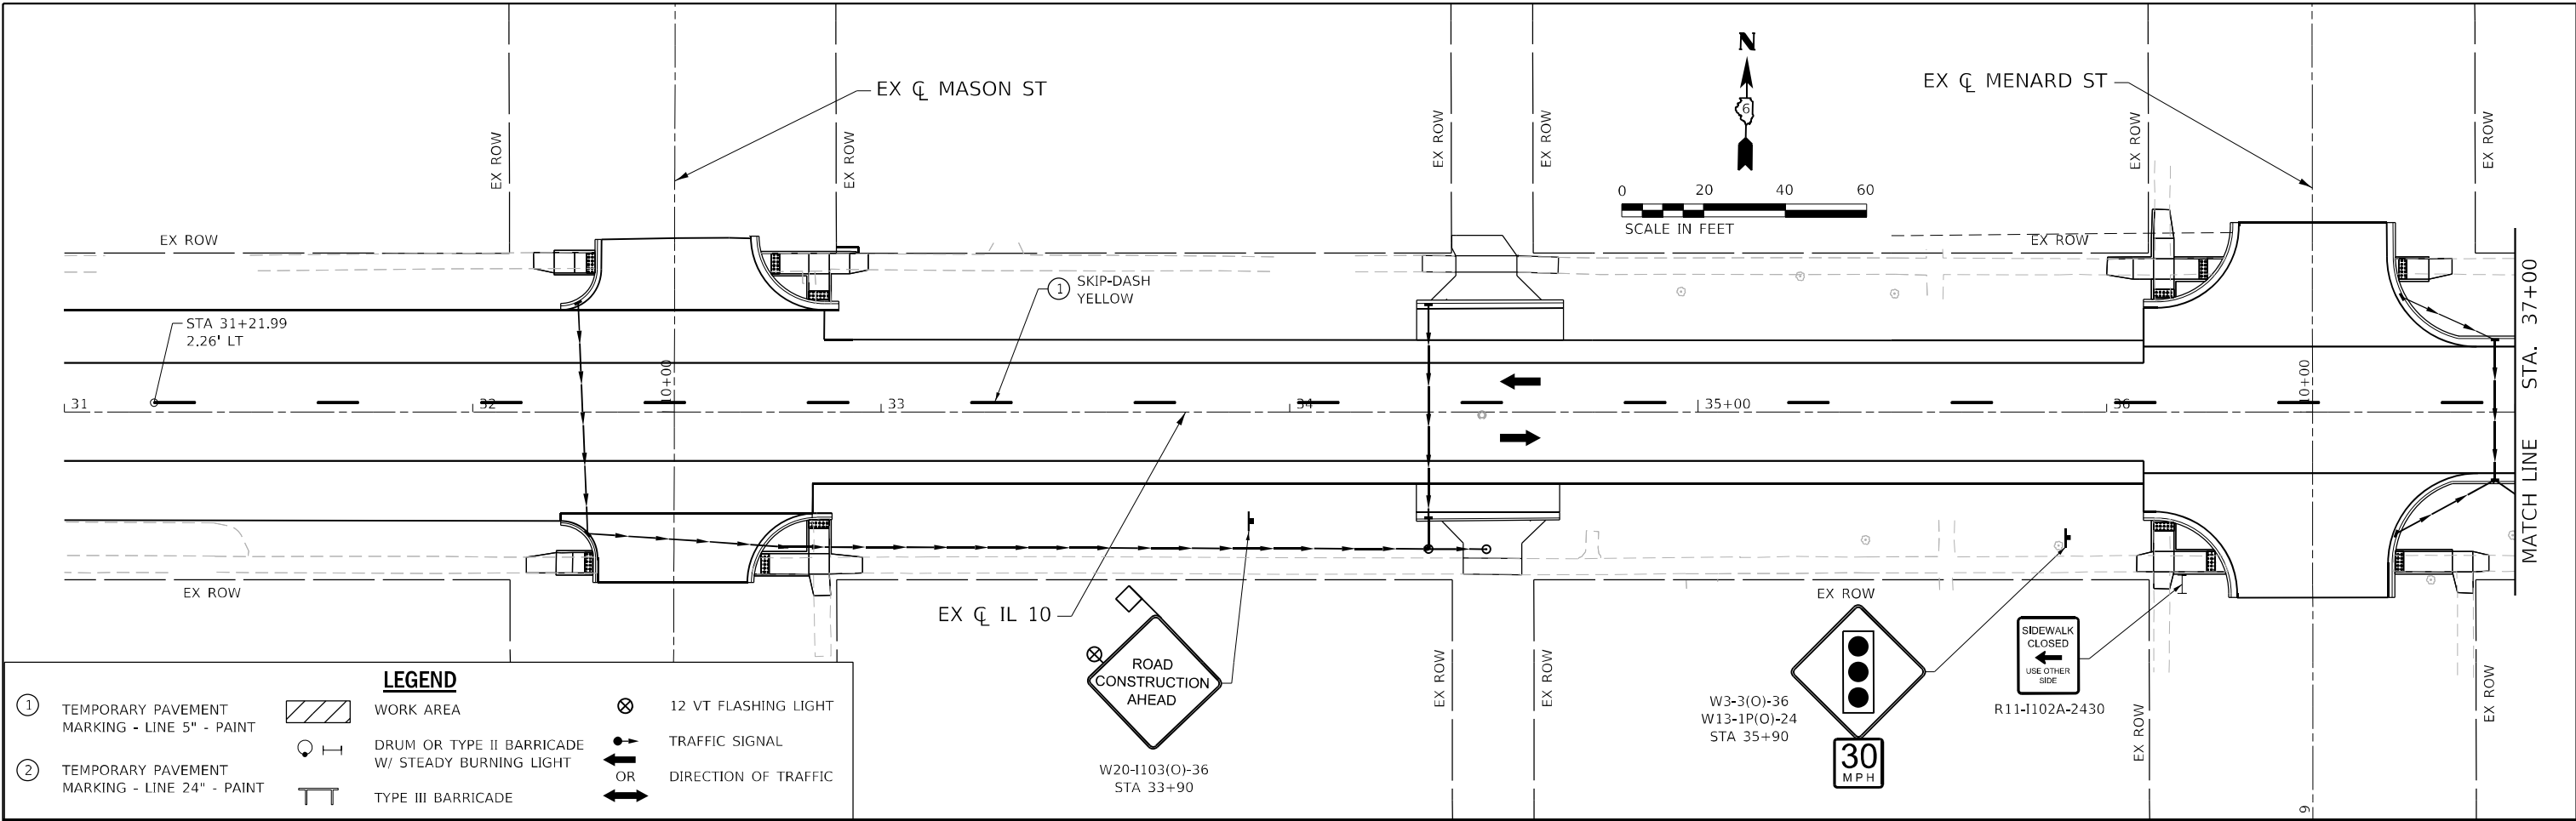 EX ℄ MASON ST
N
6
EX ℄ MENARD ST
EX ROW
EX ROW
EX ROW
EX ROW
EX ROW
EX ROW
0 20 40 60
SCALE IN FEET
EX ROW
EX ROW
1 SKIP-DASH
YELLOW
STA 31+21.99
2.26' LT
10+00
10+00
MATCH LINE STA. 37+00
31
32
33
34
35+00
36
EX ROW
EX ℄ IL 10
EX ROW
ROAD
CONSTRUCTION
AHEAD
W20-I103(O)-36
STA 33+90
EX ROW
EX ROW
W3-3(O)-36
W13-1P(O)-24
STA 35+90
30
MPH
SIDEWALK
CLOSED
USE OTHER
SIDE
R11-I102A-2430
EX ROW
EX ROW
9
LEGEND
1 TEMPORARY PAVEMENT
MARKING - LINE 5" - PAINT
2 TEMPORARY PAVEMENT
MARKING - LINE 24" - PAINT
WORK AREA
DRUM OR TYPE II BARRICADE
W/ STEADY BURNING LIGHT
TYPE III BARRICADE
12 VT FLASHING LIGHT
TRAFFIC SIGNAL
OR DIRECTION OF TRAFFIC